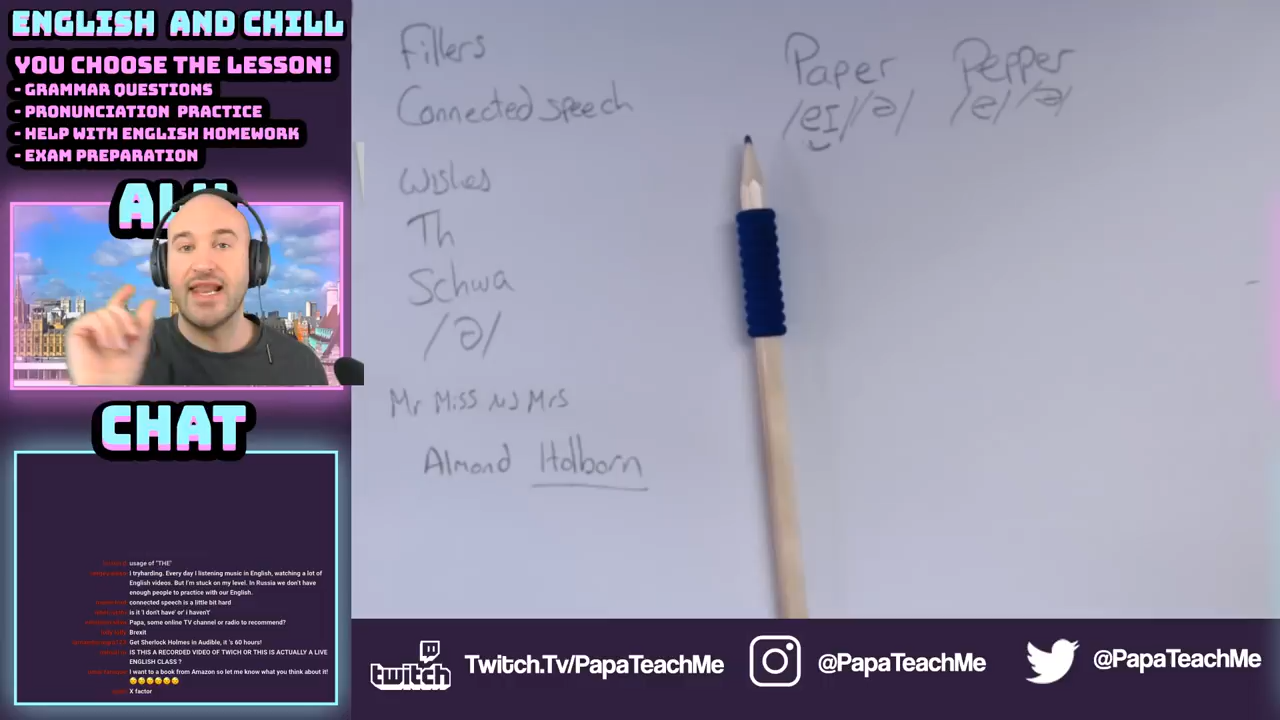 ENGLISH AND CHILL
YOU CHOOSE THE LESSON!
- GRAMMAR QUESTIONS
- PRONUNCIATION PRACTICE
- HELP WITH ENGLISH HOMEWORK
- EXAM PREPARATION
CHAT
usage of "THE"
I tryharding. Every day I listening music in English, watching a lot of
English videos. But I'm stuck on my level. In Russia we don't have
enough people to practice with our English.
connected speech is a little bit hard
is it 'I don't have' or' i haven't'
Papa, some online TV channel or radio to recommend?
Brexit
Get Sherlock Holmes in Audible, it 's 60 hours!
IS THIS A RECORDED VIDEO OF TWICH OR THIS IS ACTUALLY A LIVE
ENGLISH CLASS ?
I want to a book from Amazon so let me know what you think about it!
X factor
Fillers
Connected speech
Wishes
Th
Schwa
/ə/
Mr Miss Ms Mrs
Almond Holborn
Paper Pepper
/eɪ/ /ə/ /e/ /ə/
twitch
Twitch.Tv/PapaTeachMe
@PapaTeachMe
@PapaTeachMe